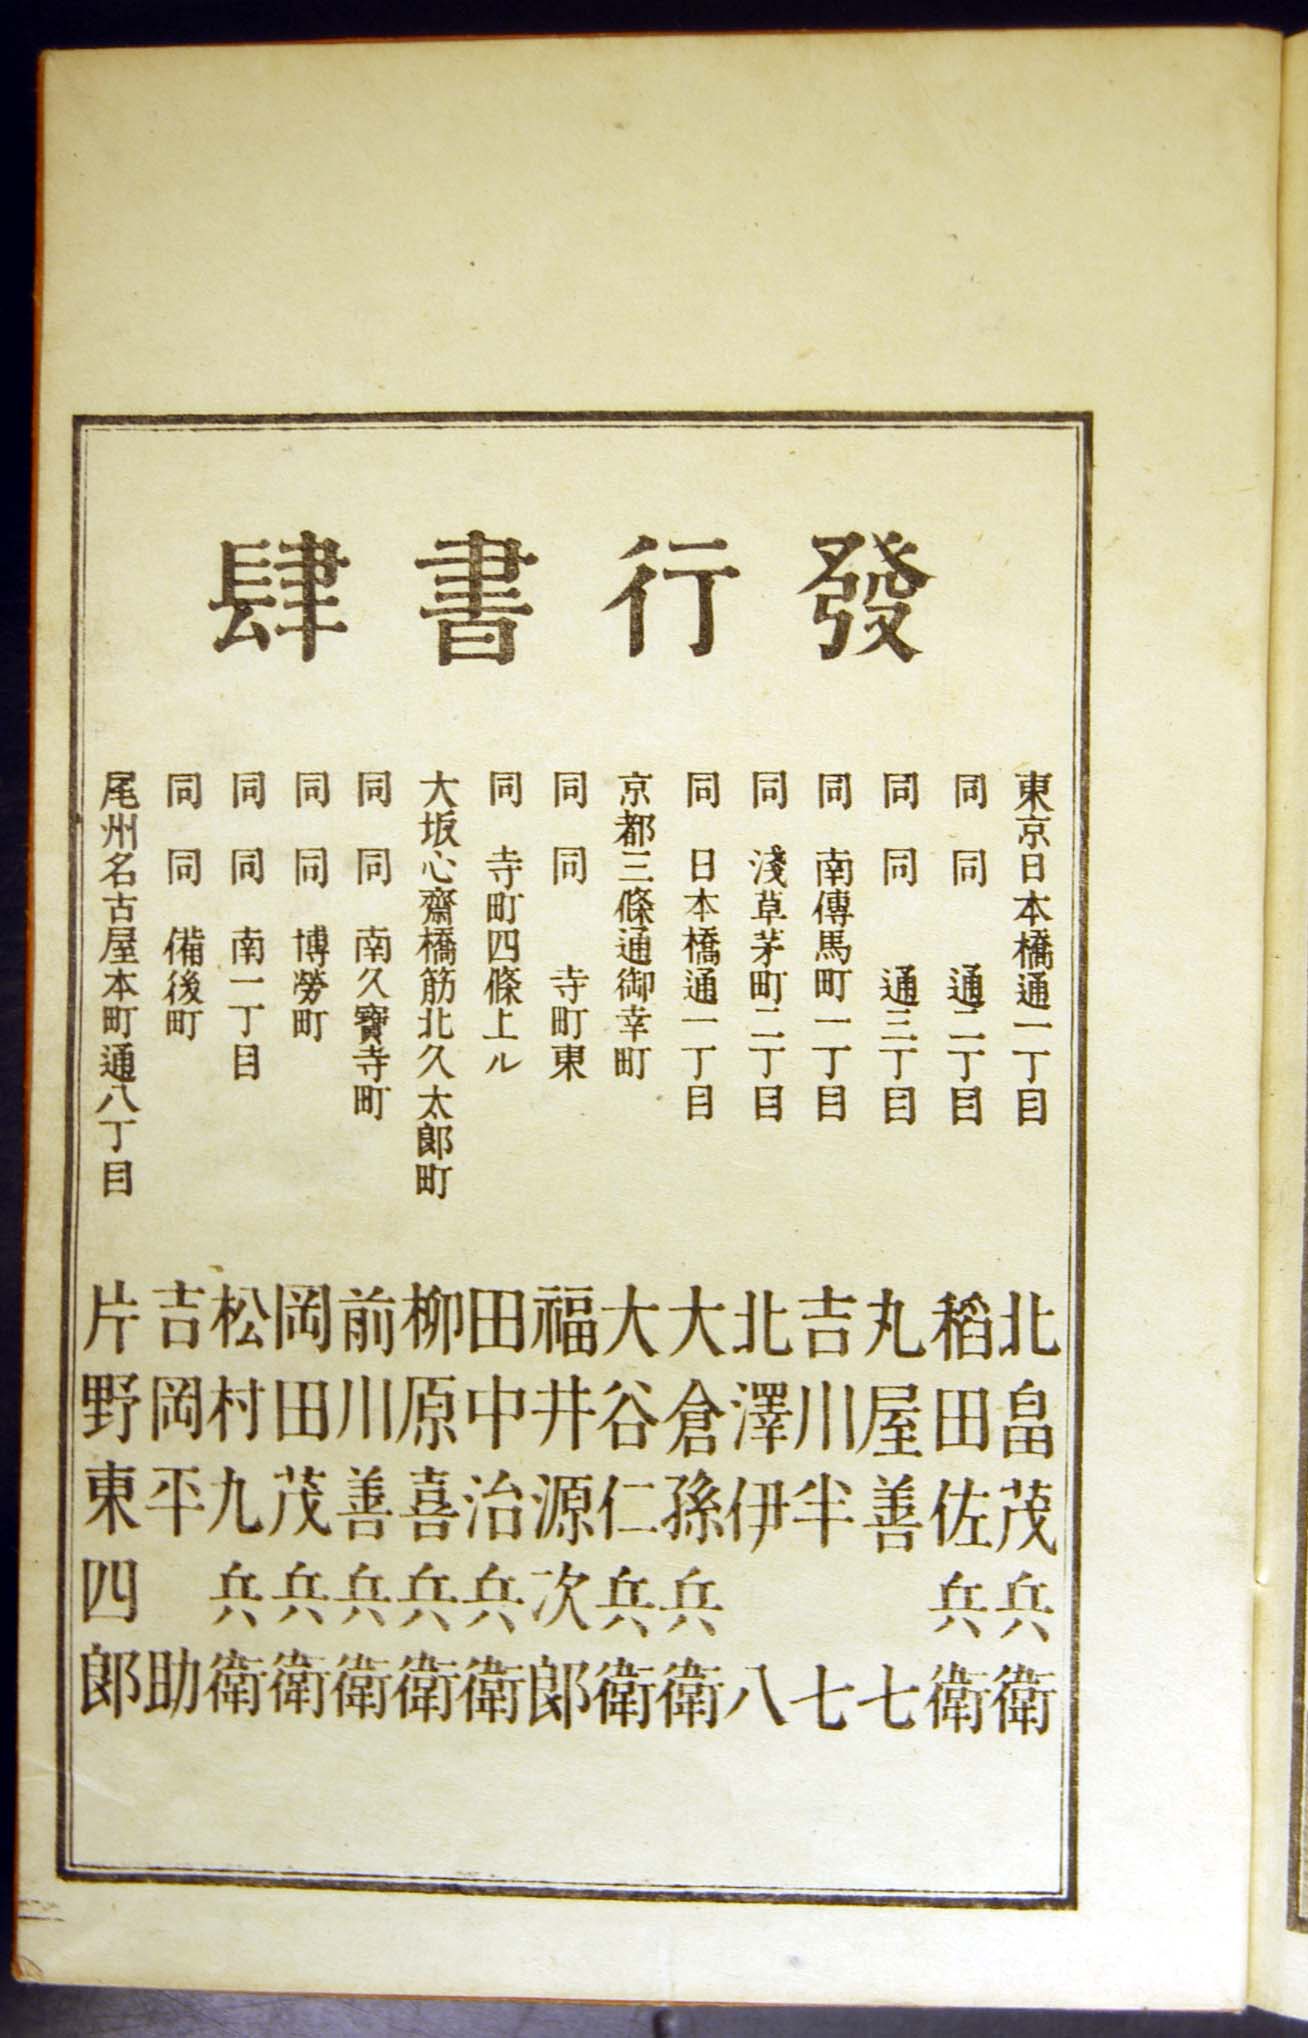 發行書肆
東京日本橋通一丁目 北畠茂兵衛
同 同 通二丁目 稻田佐兵衛
同 同 通三丁目 丸屋善七
同 南傳馬町一丁目 吉川半七
同 淺草茅町二丁目 北澤伊八
同 日本橋通一丁目 大倉孫兵衛
京都三條通御幸町 大谷仁兵衛
同 同 寺町東 福井源次郎
同 寺町四條上ル 田中治兵衛
大坂心齋橋筋北久太郎町 柳原喜兵衛
同 同 南久寶寺町 前川善兵衛
同 同 博勞町 岡田茂兵衛
同 同 南一丁目 松村九兵衛
同 同 備後町 吉岡平助
尾州名古屋本町通八丁目 片野東四郎